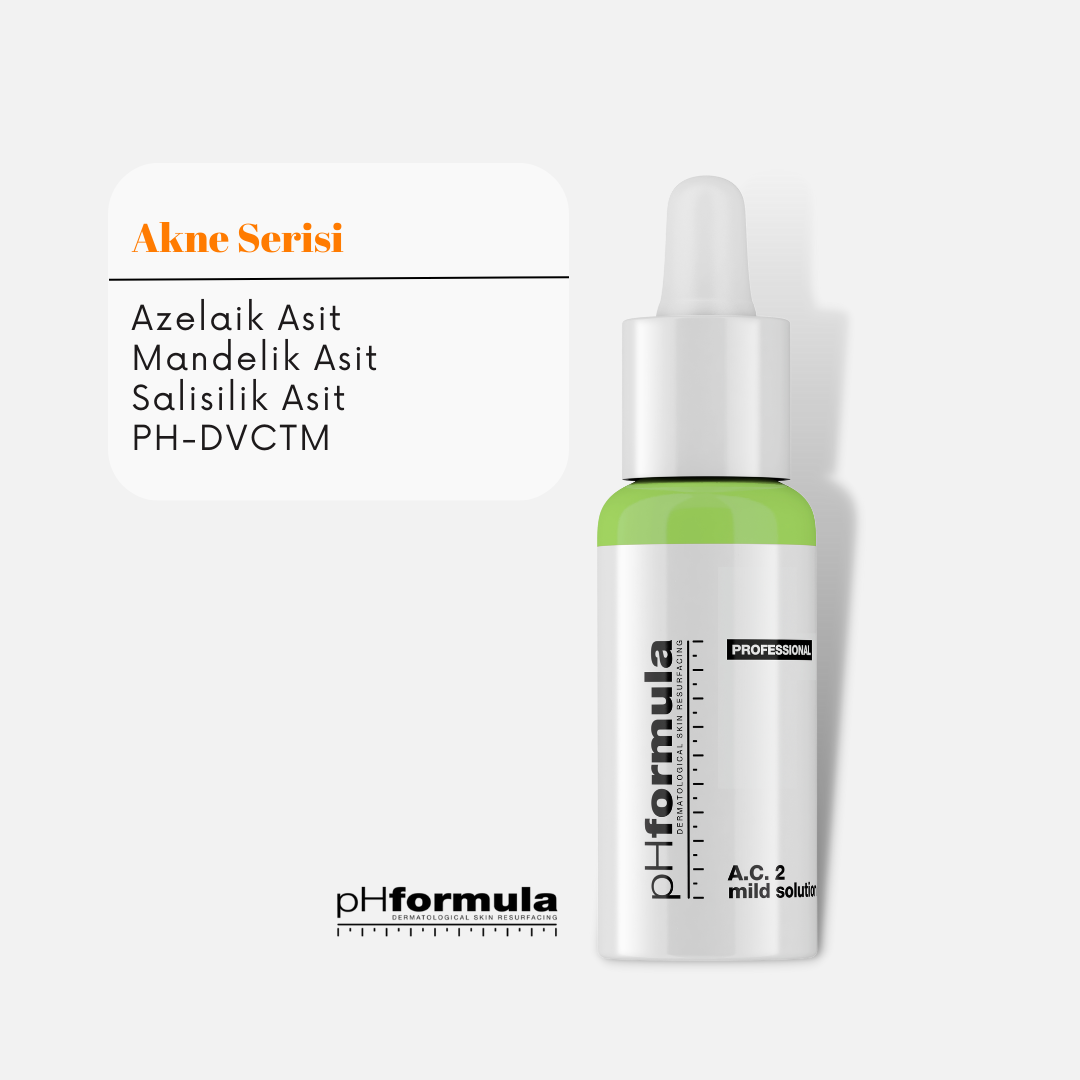 Akne Serisi
Azelaik Asit
Mandelik Asit
Salisilik Asit
PH-DVCTM
pHformula
DERMATOLOGICAL SKIN RESURFACING
PROFESSIONAL
A.C. 2
mild solution
pHformula
DERMATOLOGICAL SKIN RESURFACING